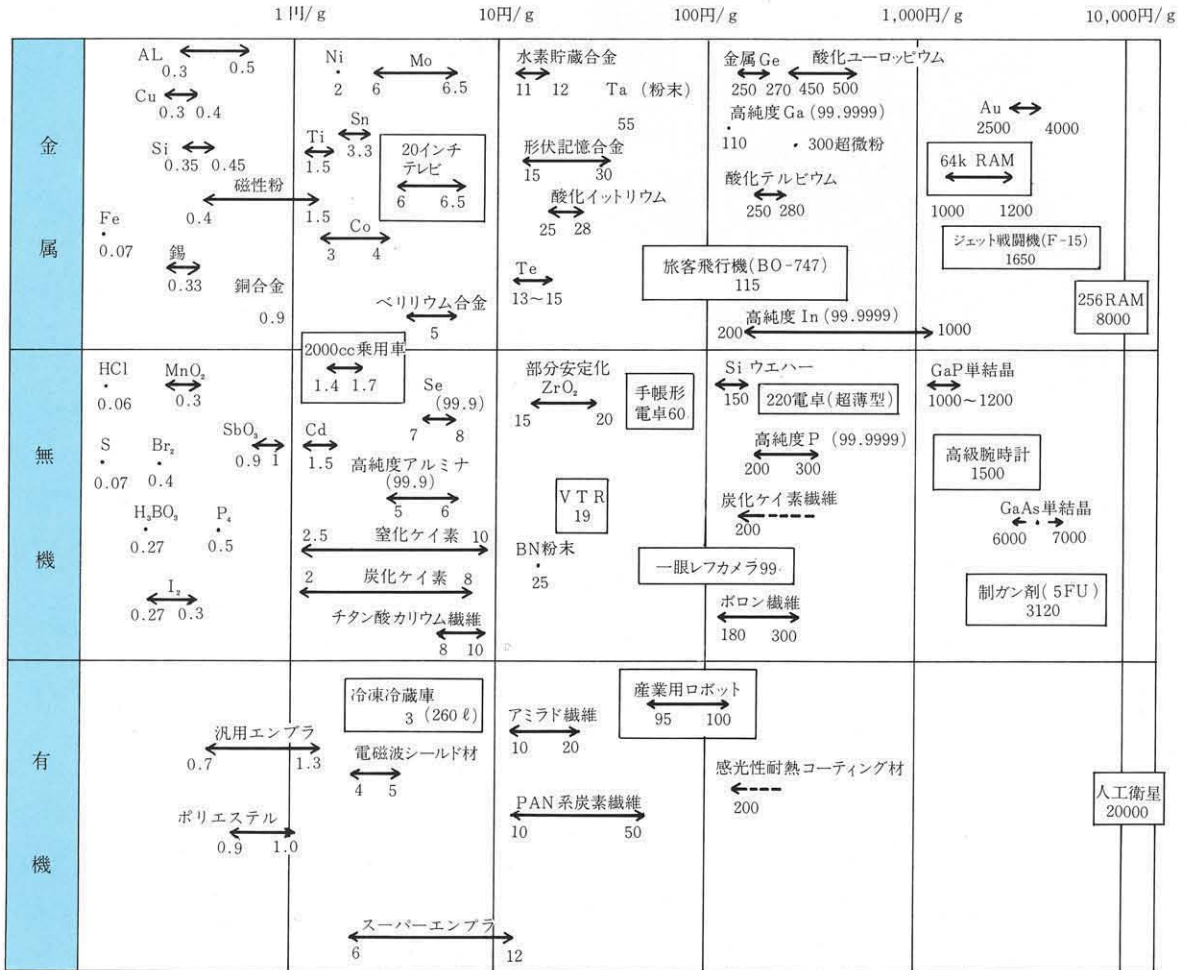 1円/g 10円/g 100円/g 1,000円/g 10,000円/g
金属
AL
0.3 0.5
Cu
0.3 0.4
Si
0.35 0.45
磁性粉
0.4 1.5
Fe
0.07
錫
0.33
銅合金
0.9
Ni
2
Mo
6 6.5
Sn
3.3
Ti
1.5
20インチ
テレビ
6 6.5
Co
3 4
ベリリウム合金
5
水素貯蔵合金
11 12
Ta (粉末)
55
形状記憶合金
15 30
酸化イットリウム
25 28
Te
13～15
金属Ge
250 270
酸化ユーロッピウム
450 500
高純度Ga(99.9999)
110
300超微粉
酸化テルビウム
250 280
旅客飛行機(BO-747)
115
高純度In(99.9999)
200 1000
Au
2500 4000
64k RAM
1000 1200
ジェット戦闘機(F-15)
1650
256RAM
8000
無機
HCl
0.06
MnO₂
0.3
S
0.07
Br₂
0.4
SbO₃
0.9 1
H₃BO₃
0.27
P₄
0.5
I₂
0.27 0.3
2000cc乗用車
1.4 1.7
Se
(99.9)
7 8
Cd
1.5
高純度アルミナ
(99.9)
5 6
2.5 窒化ケイ素 10
2 炭化ケイ素 8
チタン酸カリウム繊維
8 10
部分安定化
ZrO₂
15 20
手帳形
電卓60
VTR
19
BN粉末
25
一眼レフカメラ99
Siウエハー
150
220電卓(超薄型)
高純度P (99.9999)
200 300
炭化ケイ素繊維
200
ボロン繊維
180 300
GaP単結晶
1000～1200
高級腕時計
1500
GaAs単結晶
6000 7000
制ガン剤(5FU)
3120
有機
汎用エンプラ
0.7 1.3
ポリエステル
0.9 1.0
冷凍冷蔵庫
3 (260ℓ)
電磁波シールド材
4 5
スーパーエンプラ
6 12
アミラド繊維
10 20
PAN系炭素繊維
10 50
産業用ロボット
95 100
感光性耐熱コーティング材
200
人工衛星
20000